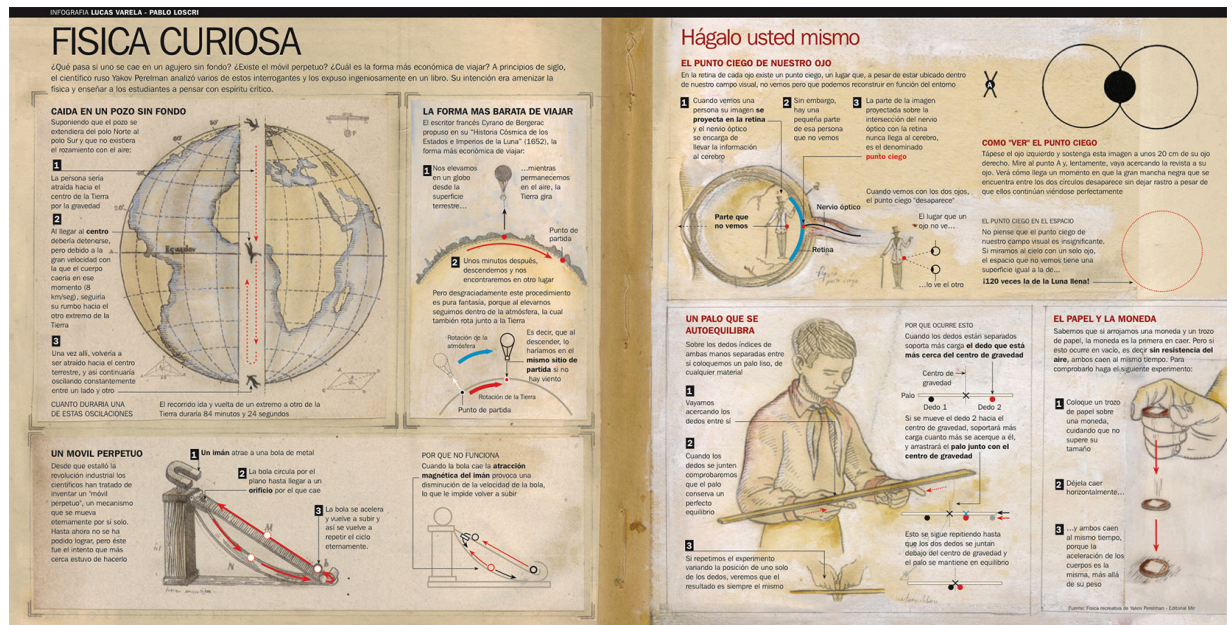 INFOGRAFIA LUCAS VARELA - PABLO LOSCRI
FISICA CURIOSA
¿Qué pasa si uno se cae en un agujero sin fondo? ¿Existe el móvil perpetuo? ¿Cuál es la forma más económica de viajar? A principios de siglo,
el científico ruso Yakov Perelman analizó varios de estos interrogantes y los expuso ingeniosamente en un libro. Su intención era amenizar la
física y enseñar a los estudiantes a pensar con espíritu crítico.
CAIDA EN UN POZO SIN FONDO
Suponiendo que el pozo se
extendiera del polo Norte al
polo Sur y que no existiera
el rozamiento con el aire:
1
La persona sería
atraída hacia el
centro de la Tierra
por la gravedad
2
Al llegar al centro
debería detenerse,
pero debido a la
gran velocidad con
la que el cuerpo
caería en ese
momento (8
km/seg), seguiría
su rumbo hacia el
otro extremo de la
Tierra
3
Una vez allí, volvería a
ser atraído hacia el centro
terrestre, y así continuaría
oscilando constantemente
entre un lado y otro
Equador
CUANTO DURARIA UNA
DE ESTAS OSCILACIONES
El recorrido ida y vuelta de un extremo a otro de la
Tierra duraría 84 minutos y 24 segundos
LA FORMA MAS BARATA DE VIAJAR
El escritor francés Cyrano de Bergerac
propuso en su "Historia Cósmica de los
Estados e Imperios de la Luna" (1652), la
forma más económica de viajar:
1 Nos elevamos
en un globo
desde la
superficie
terrestre...
...mientras
permanecemos
en el aire, la
Tierra gira
Punto de
partida
2 Unos minutos después,
descendemos y nos
encontraremos en otro lugar
Pero desgraciadamente este procedimiento
es pura fantasía, porque al elevarnos
seguimos dentro de la atmósfera, la cual
también rota junto a la Tierra
Rotación de la
atmósfera
Es decir, que al
descender, lo
haríamos en el
mismo sitio de
partida si no
hay viento
Rotación de la Tierra
Punto de partida
UN MOVIL PERPETUO
Desde que estalló la
revolución industrial los
científicos han tratado de
inventar un "móvil
perpetuo", un mecanismo
que se mueva
eternamente por sí solo.
Hasta ahora no se ha
podido lograr, pero éste
fue el intento que más
cerca estuvo de hacerlo
1 Un imán atrae a una bola de metal
2 La bola circula por el
plano hasta llegar a un
orificio por el que cae
3 La bola se acelera
y vuelve a subir y
así se vuelve a
repetir el ciclo
eternamente.
M
N
POR QUE NO FUNCIONA
Cuando la bola cae la atracción
magnética del imán provoca una
disminución de la velocidad de la bola,
lo que le impide volver a subir
Hágalo usted mismo
EL PUNTO CIEGO DE NUESTRO OJO
En la retina de cada ojo existe un punto ciego, un lugar que, a pesar de estar ubicado dentro
de nuestro campo visual, no vemos pero que podemos reconstruir en función del entorno
1 Cuando vemos una
persona su imagen se
proyecta en la retina
y el nervio óptico
se encarga de
llevar la información
al cerebro
2 Sin embargo,
hay una
pequeña parte
de esa persona
que no vemos
3 La parte de la imagen
proyectada sobre la
intersección del nervio
óptico con la retina
nunca llega al cerebro,
es el denominado
punto ciego
Parte que
no vemos
Nervio óptico
Retina
Cuando vemos con los dos ojos,
el punto ciego "desaparece"
El lugar que un
ojo no ve...
...lo ve el otro
A
COMO "VER" EL PUNTO CIEGO
Tápese el ojo izquierdo y sostenga esta imagen a unos 20 cm de su ojo
derecho. Mire al punto A y, lentamente, vaya acercando la revista a su
ojo. Verá cómo llega un momento en que la gran mancha negra que se
encuentra entre los dos círculos desaparece sin dejar rastro a pesar de
que ellos continúan viéndose perfectamente
EL PUNTO CIEGO EN EL ESPACIO
No piense que el punto ciego de
nuestro campo visual es insignificante.
Si miramos al cielo con un solo ojo,
el espacio que no vemos tiene una
superficie igual a la de...
¡120 veces la de la Luna llena!
UN PALO QUE SE
AUTOEQUILIBRA
Sobre los dedos índices de
ambas manos separadas entre
sí coloquemos un palo liso, de
cualquier material
1
Vayamos
acercando los
dedos entre sí
2
Cuando los
dedos se junten
comprobaremos
que el palo
conserva un
perfecto
equilibrio
3
Si repetimos el experimento
variando la posición de uno solo
de los dedos, veremos que el
resultado es siempre el mismo
POR QUE OCURRE ESTO
Cuando los dedos están separados
soporta más carga el dedo que está
más cerca del centro de gravedad
Centro de
gravedad
Palo
Dedo 1
Dedo 2
Si se mueve el dedo 2 hacia el
centro de gravedad, soportará más
carga cuanto más se acerque a él,
y arrastrará el palo junto con el
centro de gravedad
Esto se sigue repitiendo hasta
que los dos dedos se juntan
debajo del centro de gravedad y
el palo se mantiene en equilibrio
EL PAPEL Y LA MONEDA
Sabemos que si arrojamos una moneda y un trozo
de papel, la moneda es la primera en caer. Pero si
esto ocurre en vacío, es decir sin resistencia del
aire, ambos caen al mismo tiempo. Para
comprobarlo haga el siguiente experimento:
1 Coloque un trozo
de papel sobre
una moneda,
cuidando que no
supere su
tamaño
2 Déjela caer
horizontalmente...
3 ...y ambos caen
al mismo tiempo,
porque la
aceleración de los
cuerpos es la
misma, más allá
de su peso
Fuente: Física recreativa de Yakov Perelman - Editorial Mir